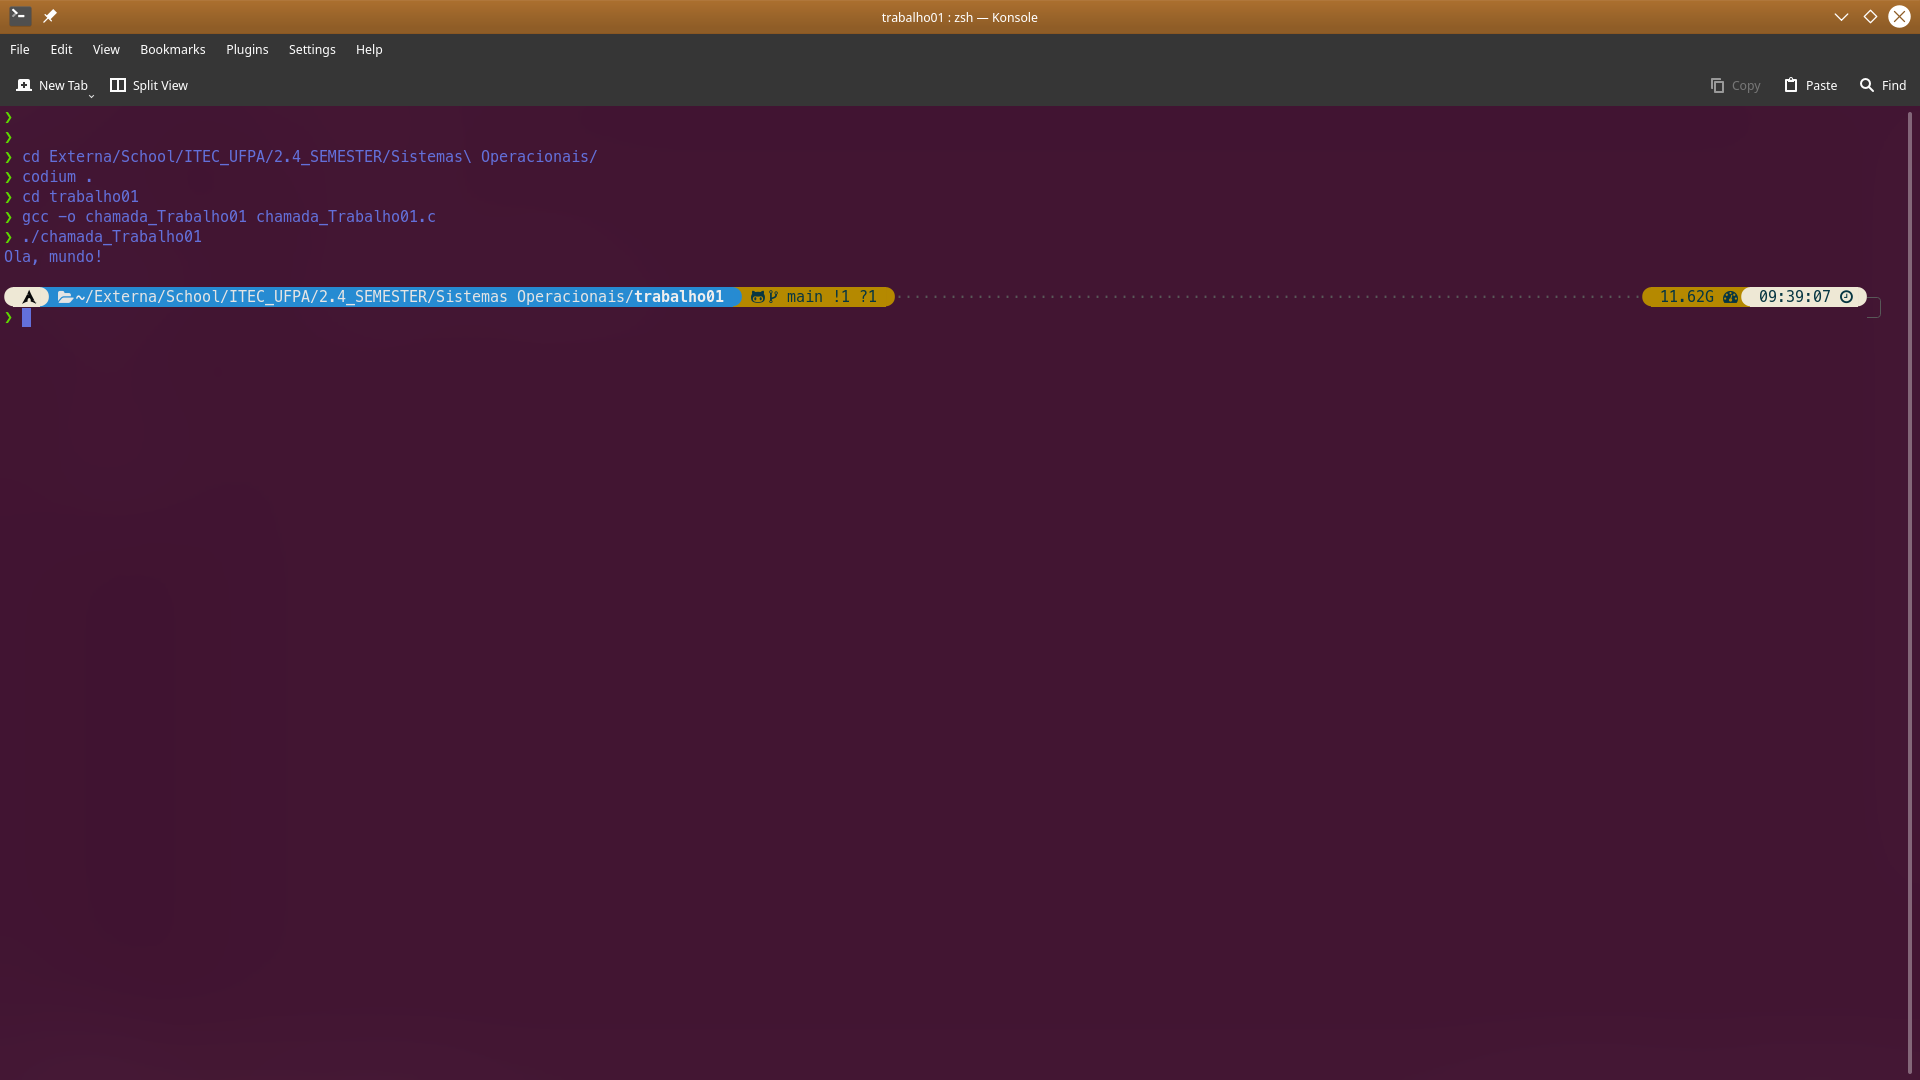 trabalho01 : zsh — Konsole
File Edit View Bookmarks Plugins Settings Help
New Tab Split View Copy Paste Find
❯
❯
❯ cd Externa/School/ITEC_UFPA/2.4_SEMESTER/Sistemas\ Operacionais/
❯ codium .
❯ cd trabalho01
❯ gcc -o chamada_Trabalho01 chamada_Trabalho01.c
❯ ./chamada_Trabalho01
Ola, mundo!
~/Externa/School/ITEC_UFPA/2.4_SEMESTER/Sistemas Operacionais/trabalho01 main !1 ?1 11.62G 09:39:07
❯